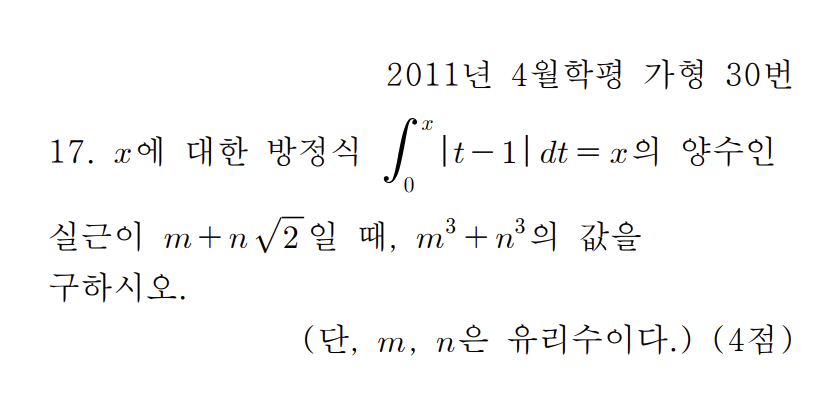 2011년 4월학평 가형 30번
17. x에 대한 방정식 ∫₀ˣ|t−1|dt=x의 양수인
실근이 m+n√2일 때, m³+n³의 값을
구하시오.
(단, m, n은 유리수이다.) (4점)